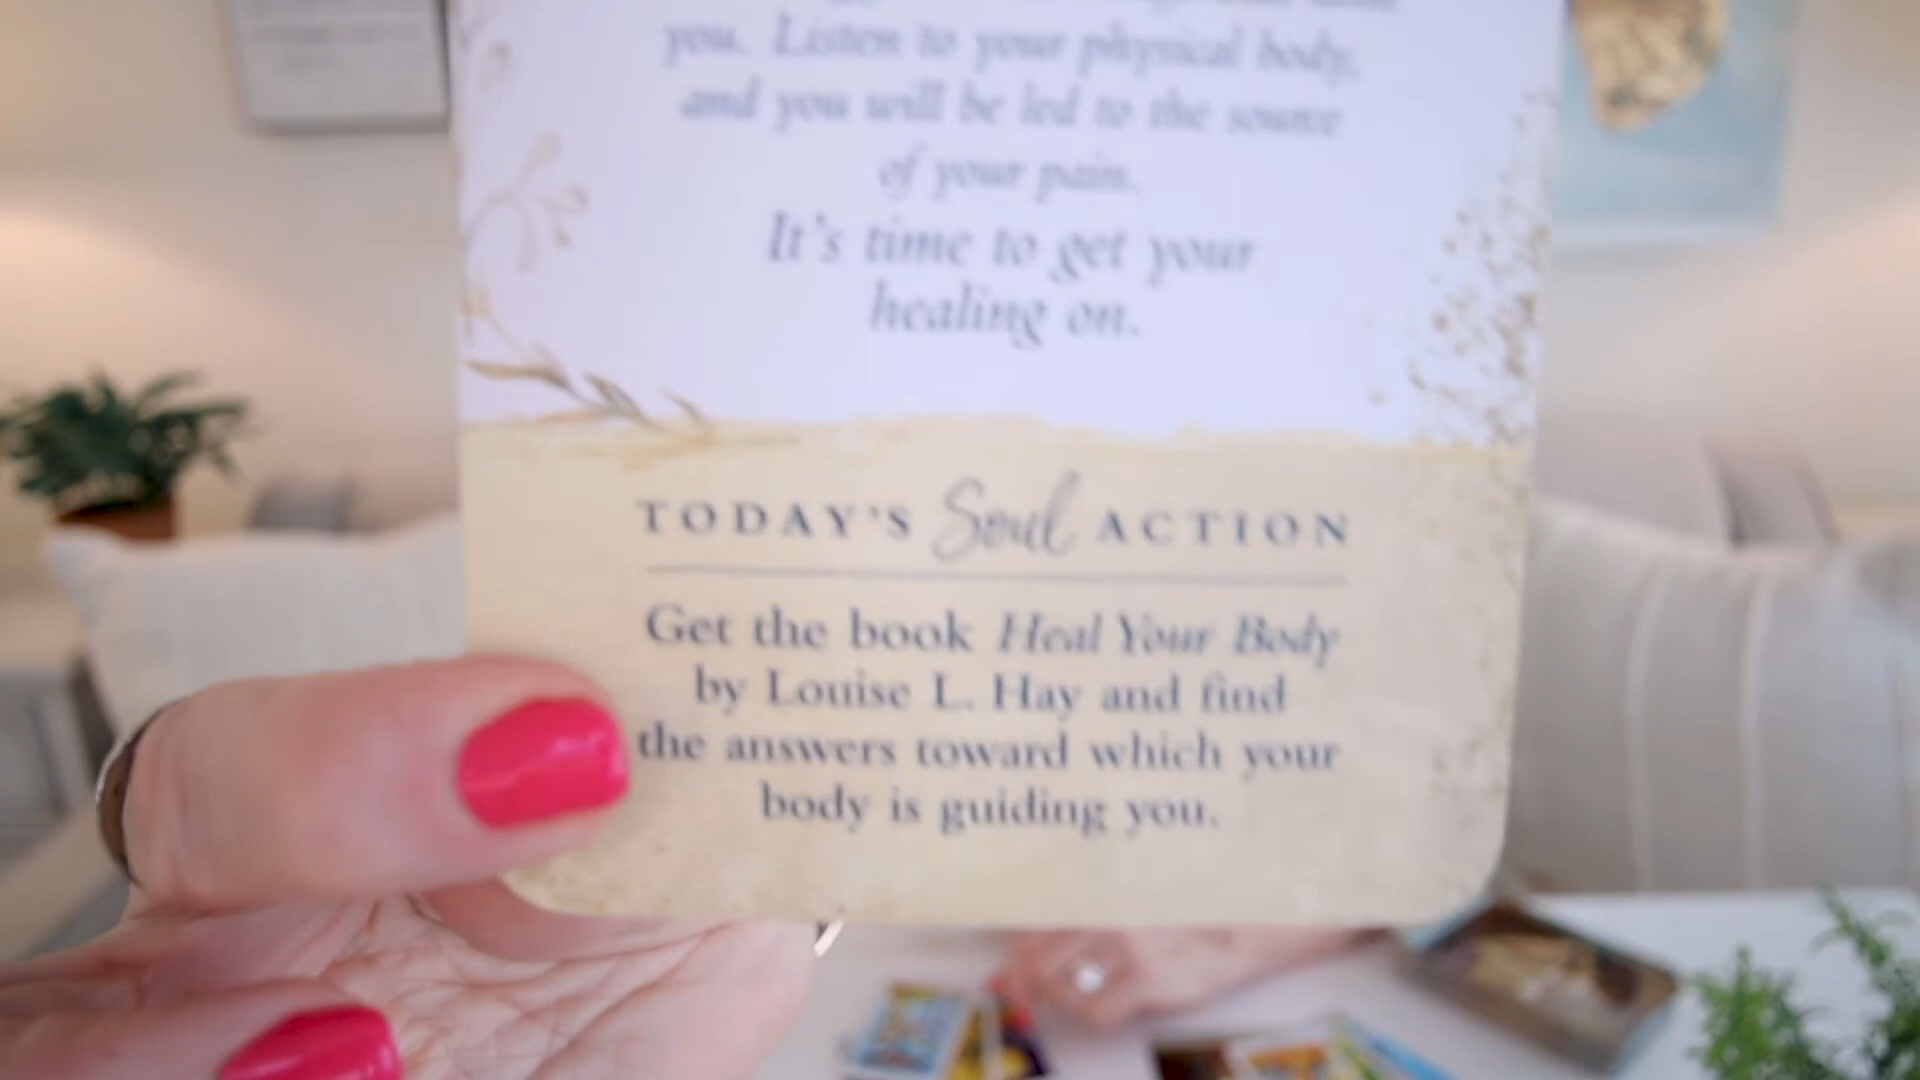 you. Listen to your physical body,
and you will be led to the source
of your pain.
It's time to get your
healing on.
TODAY'S Soul ACTION
Get the book Heal Your Body
by Louise L. Hay and find
the answers toward which your
body is guiding you.